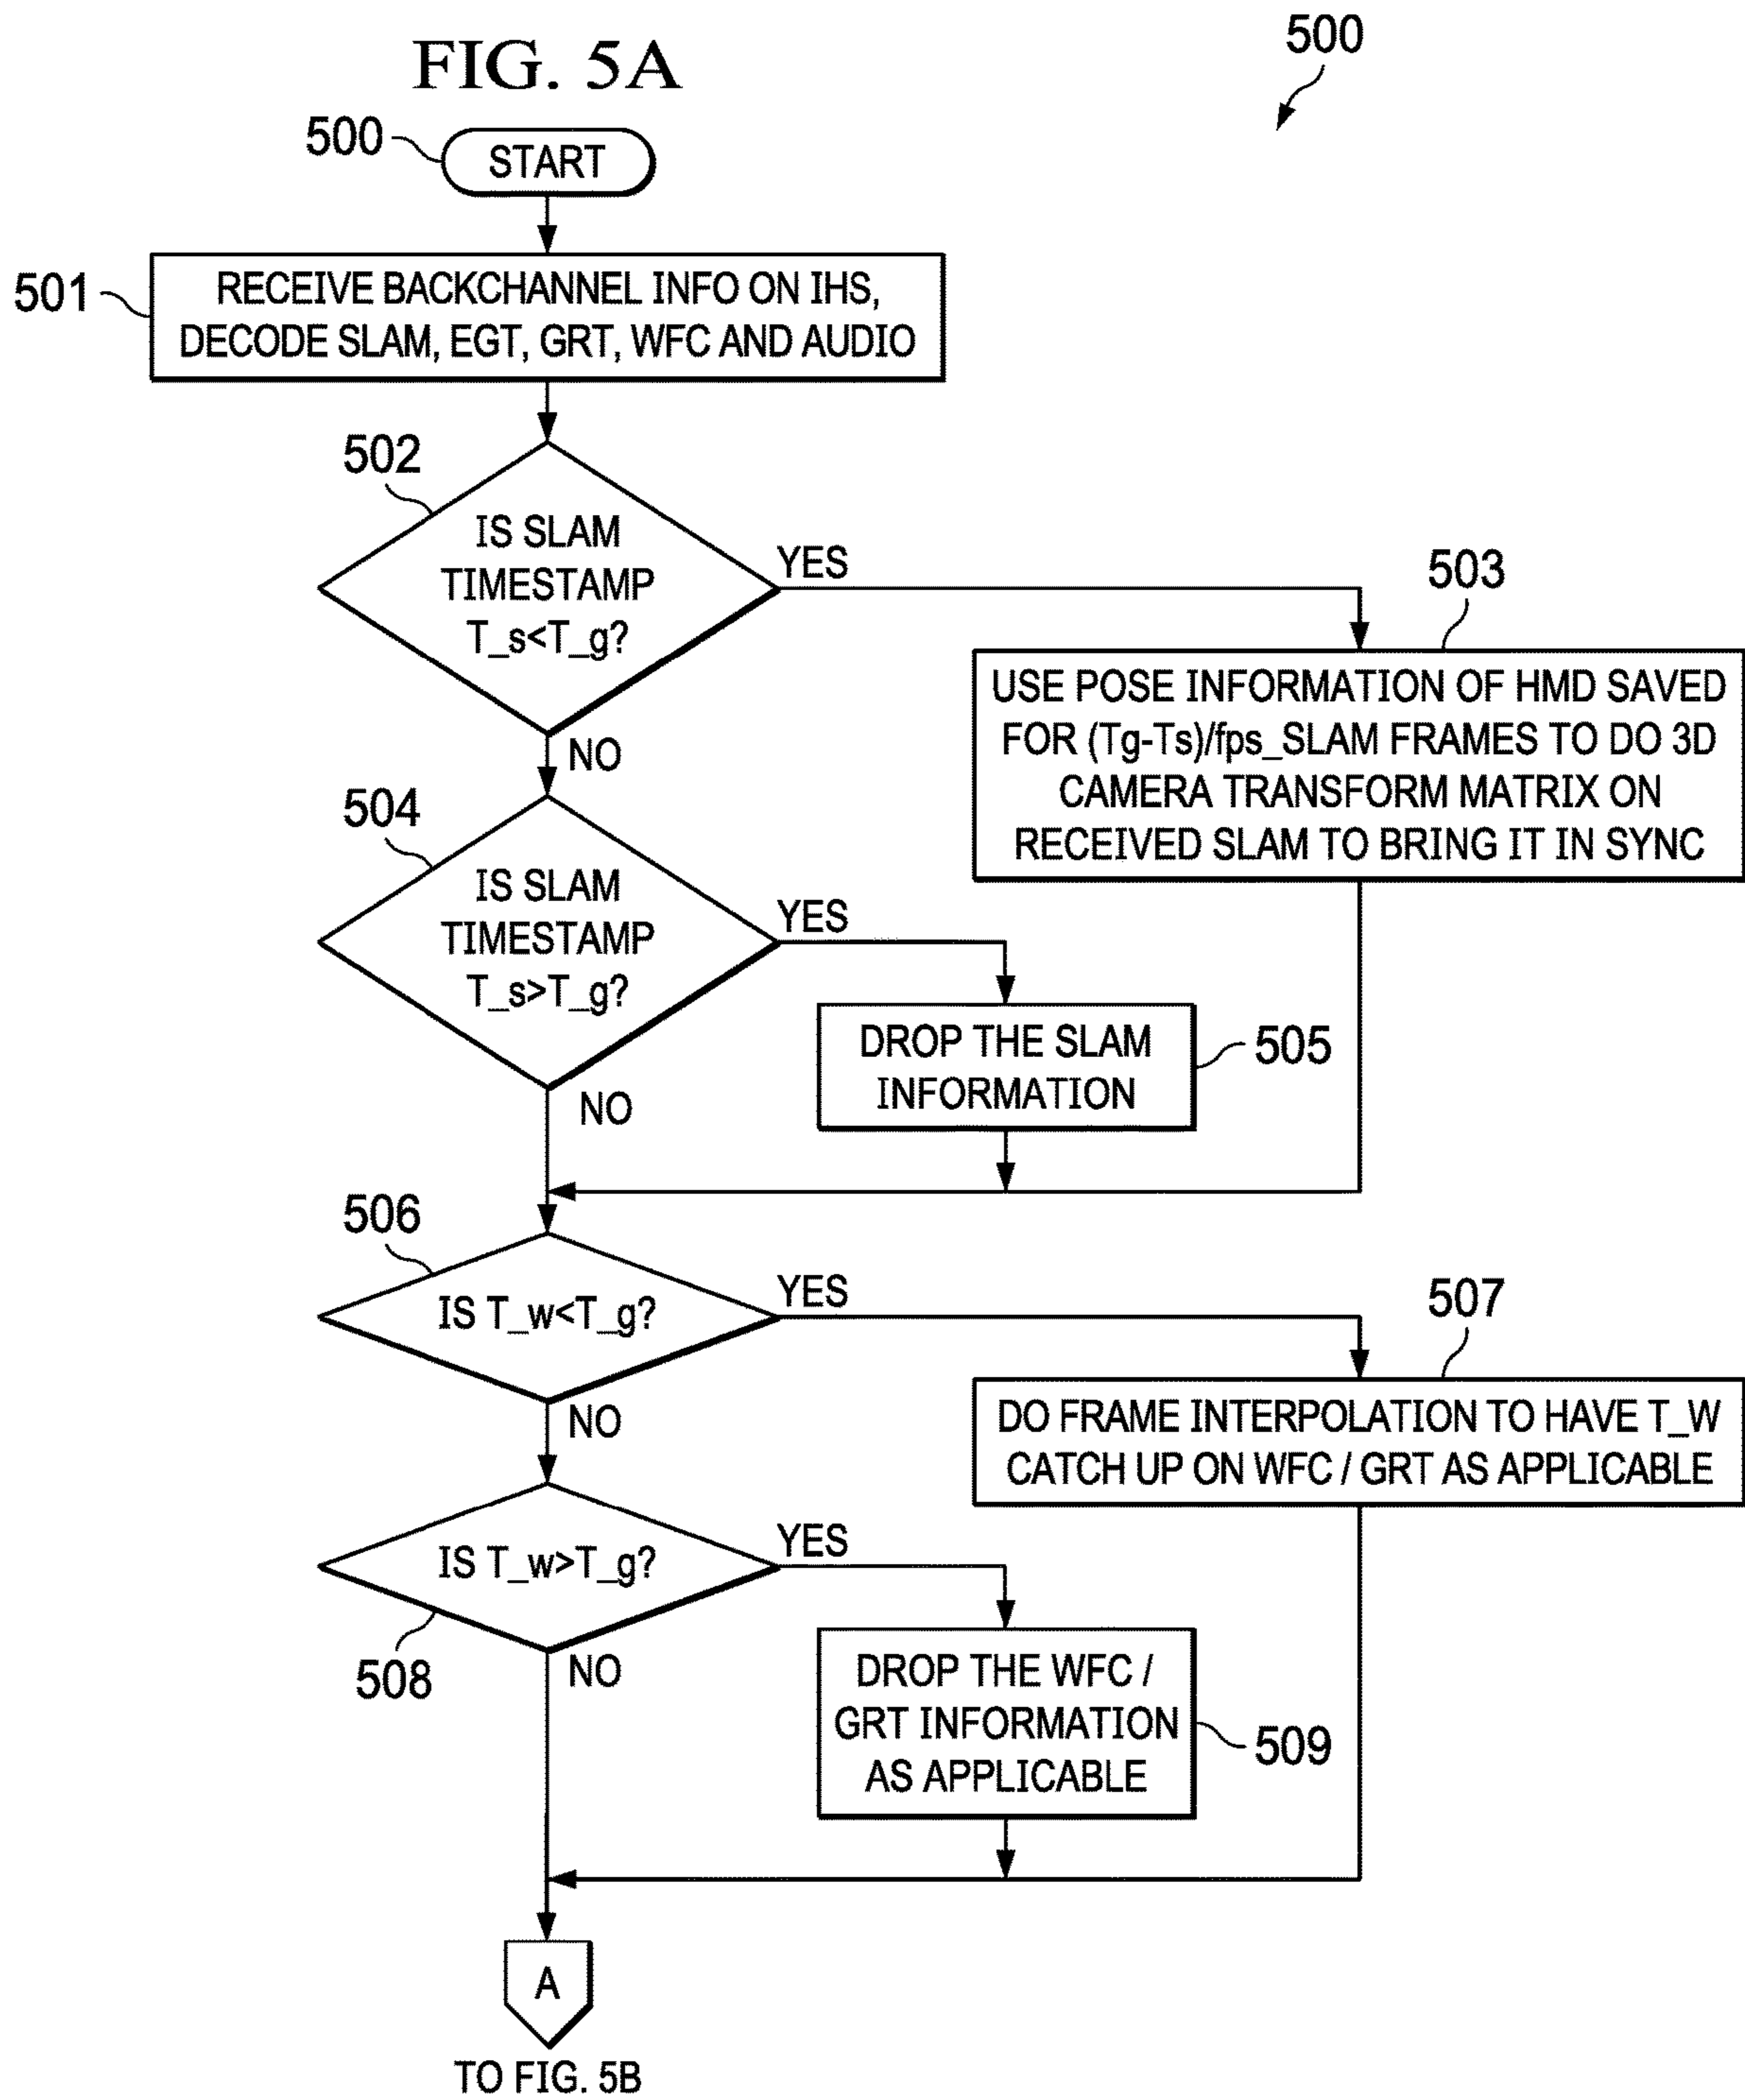 FIG. 5A
500
500
START
501
RECEIVE BACKCHANNEL INFO ON IHS,
DECODE SLAM, EGT, GRT, WFC AND AUDIO
502
IS SLAM
TIMESTAMP
T_s<T_g?
YES
NO
503
USE POSE INFORMATION OF HMD SAVED
FOR (Tg-Ts)/fps_SLAM FRAMES TO DO 3D
CAMERA TRANSFORM MATRIX ON
RECEIVED SLAM TO BRING IT IN SYNC
504
IS SLAM
TIMESTAMP
T_s>T_g?
YES
NO
DROP THE SLAM
INFORMATION
505
506
IS T_w<T_g?
YES
NO
507
DO FRAME INTERPOLATION TO HAVE T_W
CATCH UP ON WFC / GRT AS APPLICABLE
IS T_w>T_g?
YES
508
NO
DROP THE WFC /
GRT INFORMATION
AS APPLICABLE
509
A
TO FIG. 5B